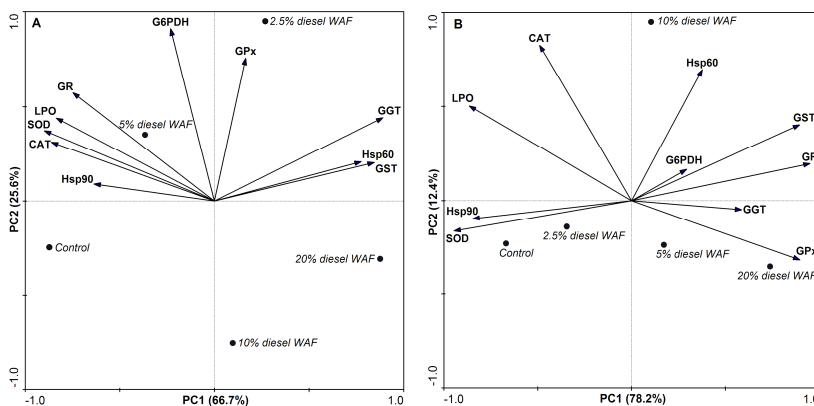 A
1.0
G6PDH
2.5% diesel WAF
GPx
GR
LPO
SOD
CAT
5% diesel WAF
GGT
Hsp60
GST
Hsp90
Control
20% diesel WAF
10% diesel WAF
PC2 (25.6%)
-1.0
-1.0
PC1 (66.7%)
1.0
B
1.0
10% diesel WAF
CAT
Hsp60
LPO
GST
G6PDH
GR
GGT
Hsp90
SOD
2.5% diesel WAF
Control
5% diesel WAF
GPx
20% diesel WAF
PC2 (12.4%)
-1.0
-1.0
PC1 (78.2%)